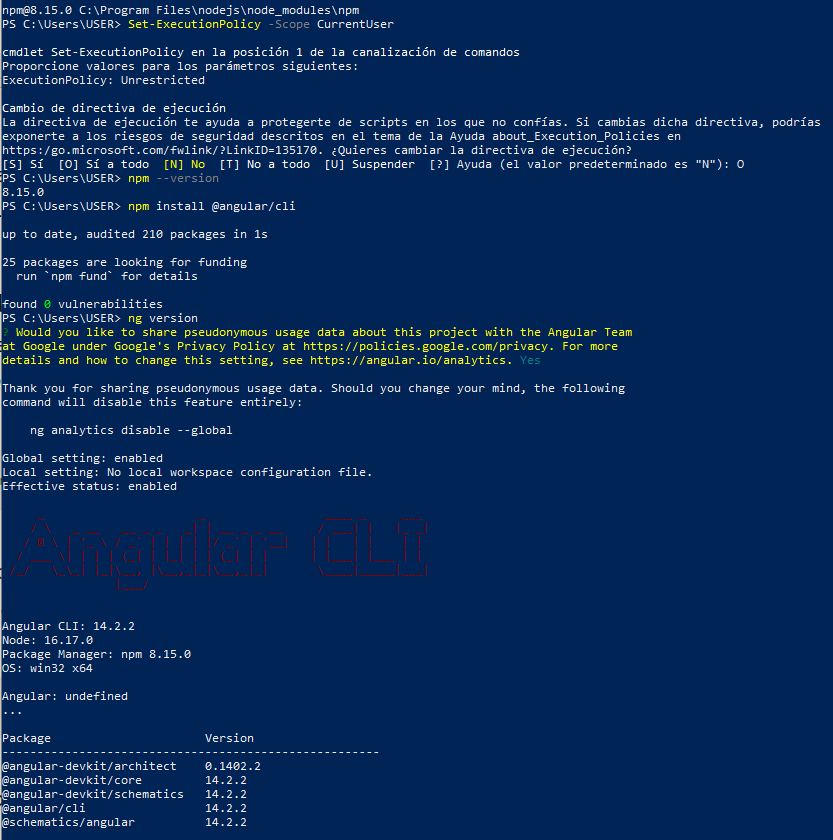 npm@8.15.0 C:\Program Files\nodejs\node_modules\npm
PS C:\Users\USER> Set-ExecutionPolicy -Scope CurrentUser
cmdlet Set-ExecutionPolicy en la posición 1 de la canalización de comandos
Proporcione valores para los parámetros siguientes:
ExecutionPolicy: Unrestricted
Cambio de directiva de ejecución
La directiva de ejecución te ayuda a protegerte de scripts en los que no confías. Si cambias dicha directiva, podrías
exponerte a los riesgos de seguridad descritos en el tema de la Ayuda about_Execution_Policies en
https:/go.microsoft.com/fwlink/?LinkID=135170. ¿Quieres cambiar la directiva de ejecución?
[S] Sí  [O] Sí a todo  [N] No  [T] No a todo  [U] Suspender  [?] Ayuda (el valor predeterminado es "N"): O
PS C:\Users\USER> npm --version
8.15.0
PS C:\Users\USER> npm install @angular/cli
up to date, audited 210 packages in 1s
25 packages are looking for funding
  run `npm fund` for details
found 0 vulnerabilities
PS C:\Users\USER> ng version
? Would you like to share pseudonymous usage data about this project with the Angular Team
at Google under Google's Privacy Policy at https://policies.google.com/privacy. For more
details and how to change this setting, see https://angular.io/analytics. Yes
Thank you for sharing pseudonymous usage data. Should you change your mind, the following
command will disable this feature entirely:
    ng analytics disable --global
Global setting: enabled
Local setting: No local workspace configuration file.
Effective status: enabled
Angular CLI
Angular CLI: 14.2.2
Node: 16.17.0
Package Manager: npm 8.15.0
OS: win32 x64
Angular: undefined
...
Package                      Version
------------------------------------------------------
@angular-devkit/architect    0.1402.2
@angular-devkit/core         14.2.2
@angular-devkit/schematics   14.2.2
@angular/cli                 14.2.2
@schematics/angular          14.2.2